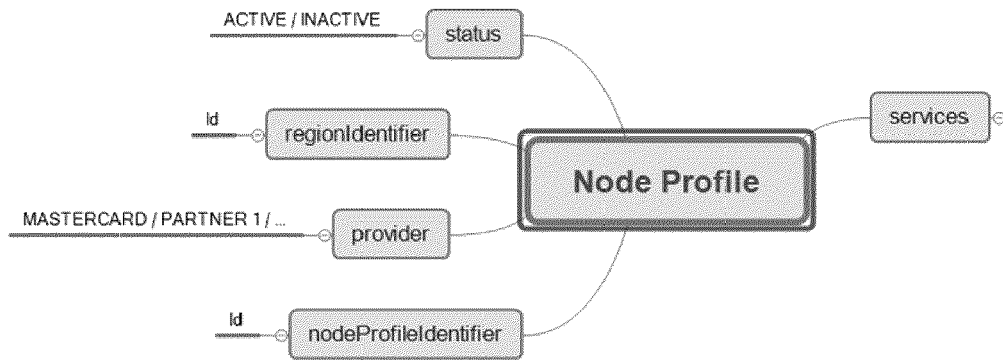 ACTIVE / INACTIVE
status
Id
regionIdentifier
services
Node Profile
MASTERCARD / PARTNER 1 / ...
provider
Id
nodeProfileIdentifier